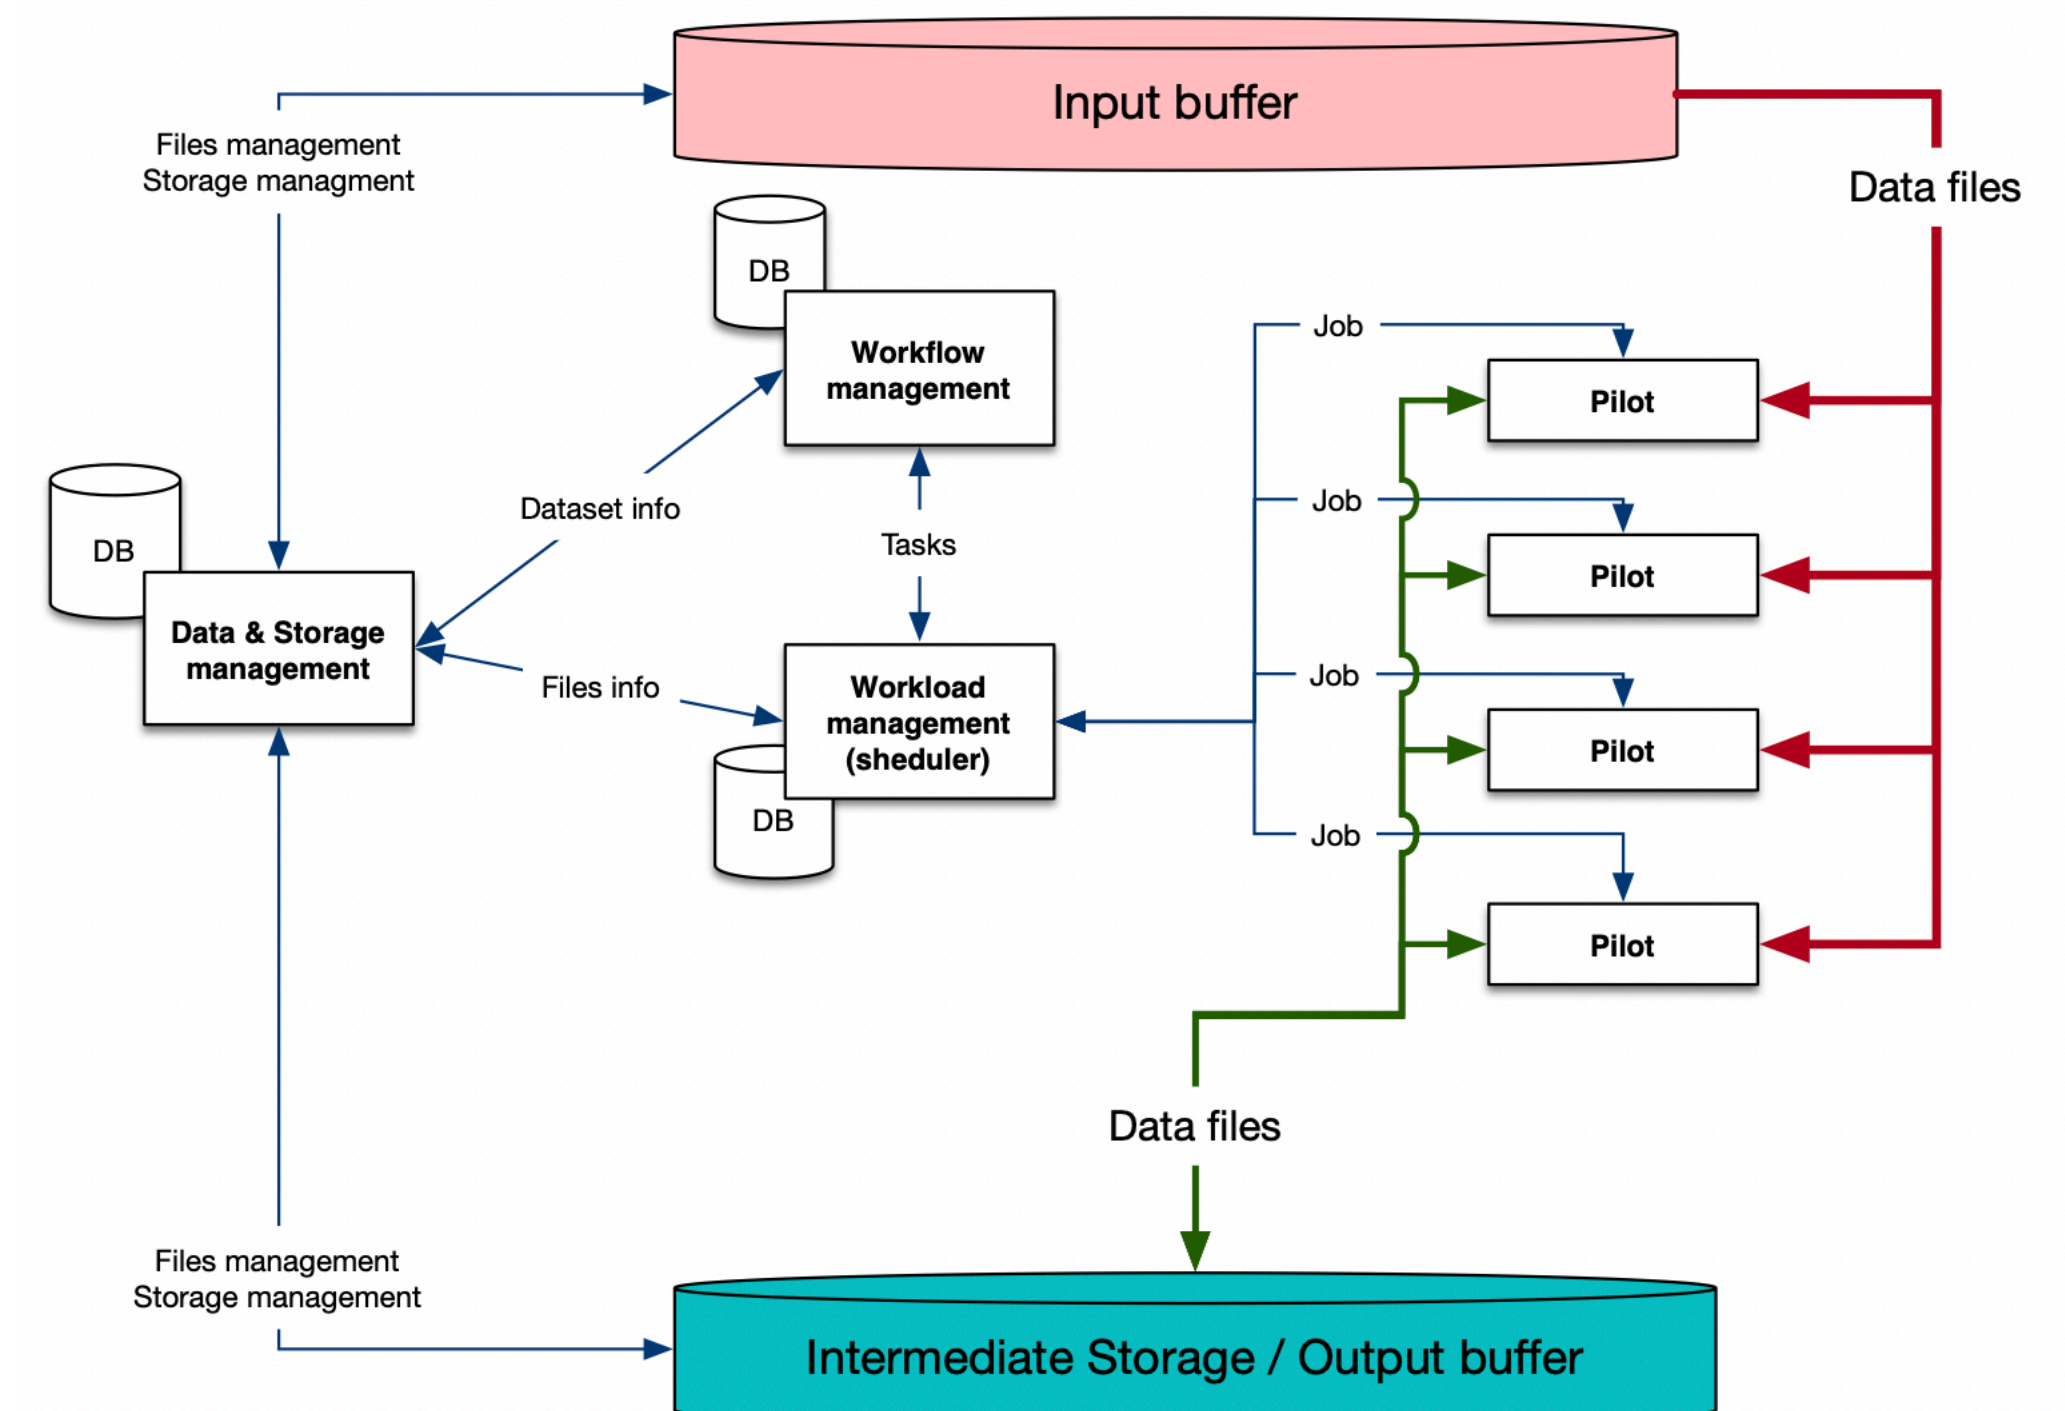 Input buffer
Files management
Storage managment
Data files
DB
Workflow
management
Job
Pilot
Dataset info
Job
Tasks
DB
Pilot
Data & Storage
management
Files info
Workload
management
(sheduler)
Job
Pilot
DB
Job
Pilot
Data files
Files management
Storage management
Intermediate Storage / Output buffer